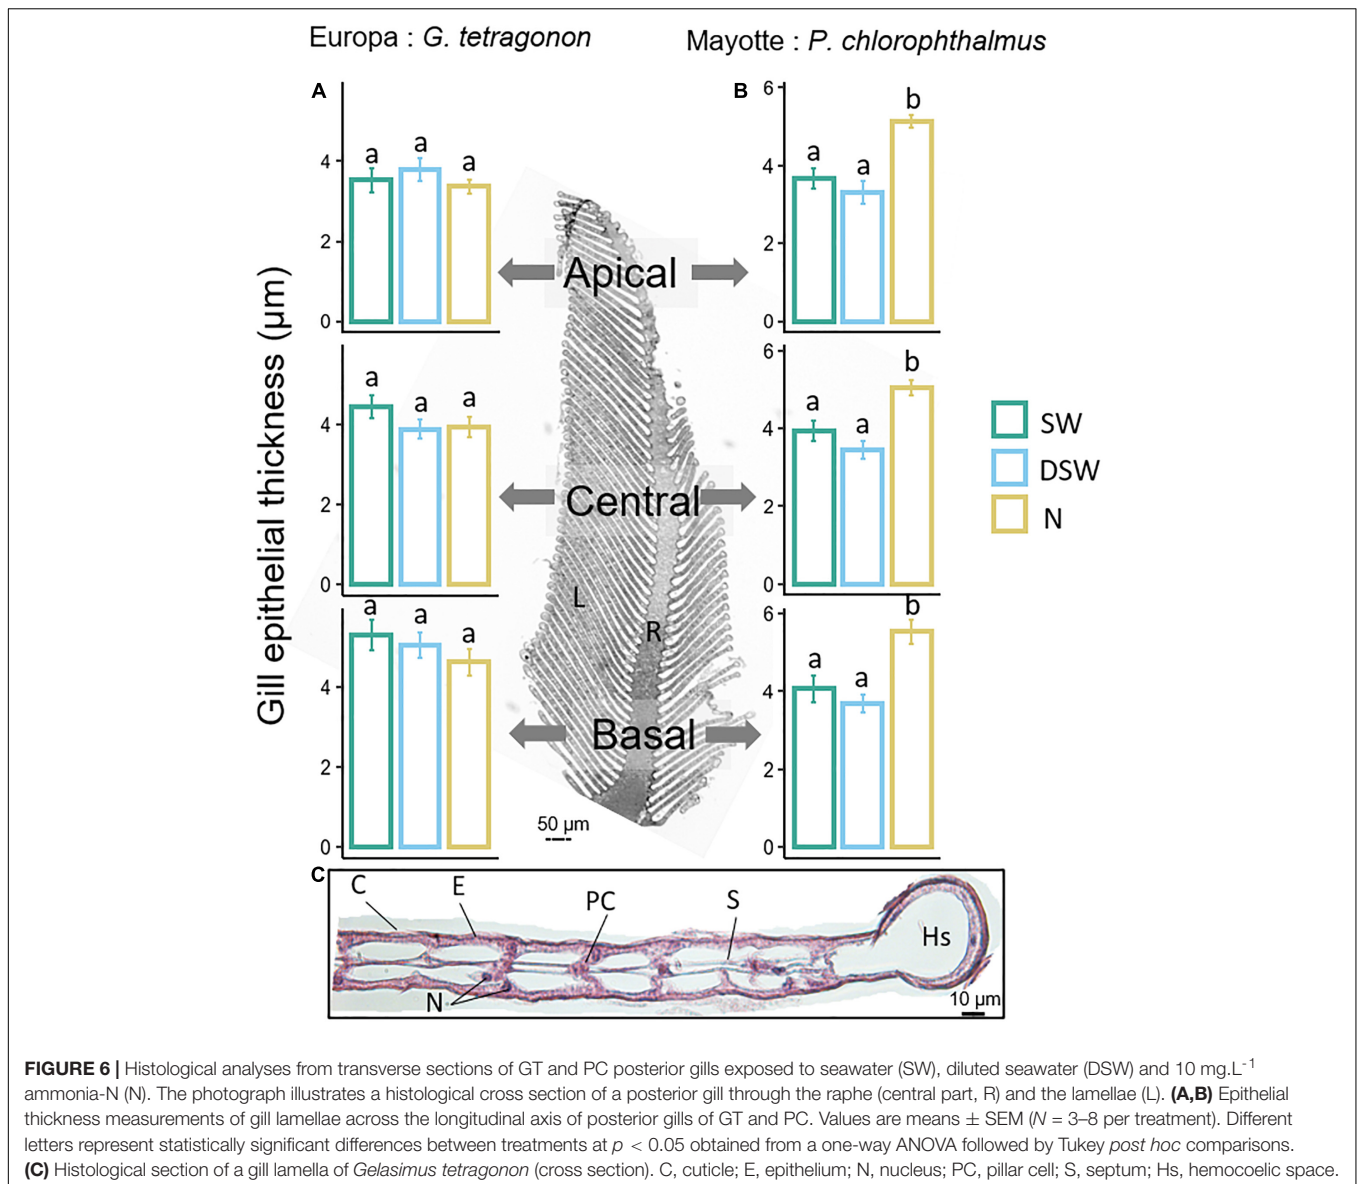 Europa : G. tetragonon
Mayotte : P. chlorophthalmus
A
B
Gill epithelial thickness (µm)
4
2
0
a
a
a
6
4
2
0
a
a
b
Apical
4
2
0
a
a
a
6
4
2
0
a
a
b
Central
L
R
SW
DSW
N
4
2
0
a
a
a
6
4
2
0
a
a
b
Basal
50 µm
C
C
E
PC
S
Hs
N
10 µm
FIGURE 6 | Histological analyses from transverse sections of GT and PC posterior gills exposed to seawater (SW), diluted seawater (DSW) and 10 mg.L-1
ammonia-N (N). The photograph illustrates a histological cross section of a posterior gill through the raphe (central part, R) and the lamellae (L). (A,B) Epithelial
thickness measurements of gill lamellae across the longitudinal axis of posterior gills of GT and PC. Values are means ± SEM (N = 3–8 per treatment). Different
letters represent statistically significant differences between treatments at p < 0.05 obtained from a one-way ANOVA followed by Tukey post hoc comparisons.
(C) Histological section of a gill lamella of Gelasimus tetragonon (cross section). C, cuticle; E, epithelium; N, nucleus; PC, pillar cell; S, septum; Hs, hemocoelic space.